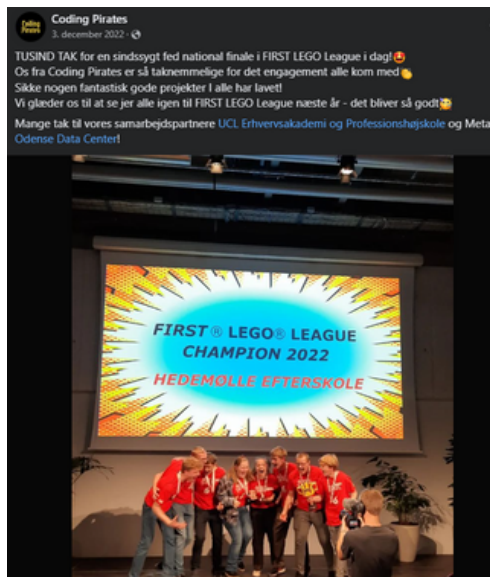 Coding Pirates
Coding Pirates
3. december 2022 ·
TUSIND TAK for en sindssygt fed national finale i FIRST LEGO League i dag!
Os fra Coding Pirates er så taknemmelige for det engagement alle kom med
Sikke nogen fantastisk gode projekter I alle har lavet!
Vi glæder os til at se jer alle igen til FIRST LEGO League næste år - det bliver så godt
Mange tak til vores samarbejdspartnere UCL Erhvervsakademi og Professionshøjskole og Meta
Odense Data Center!
FIRST® LEGO® LEAGUE
CHAMPION 2022
HEDEMØLLE EFTERSKOLE